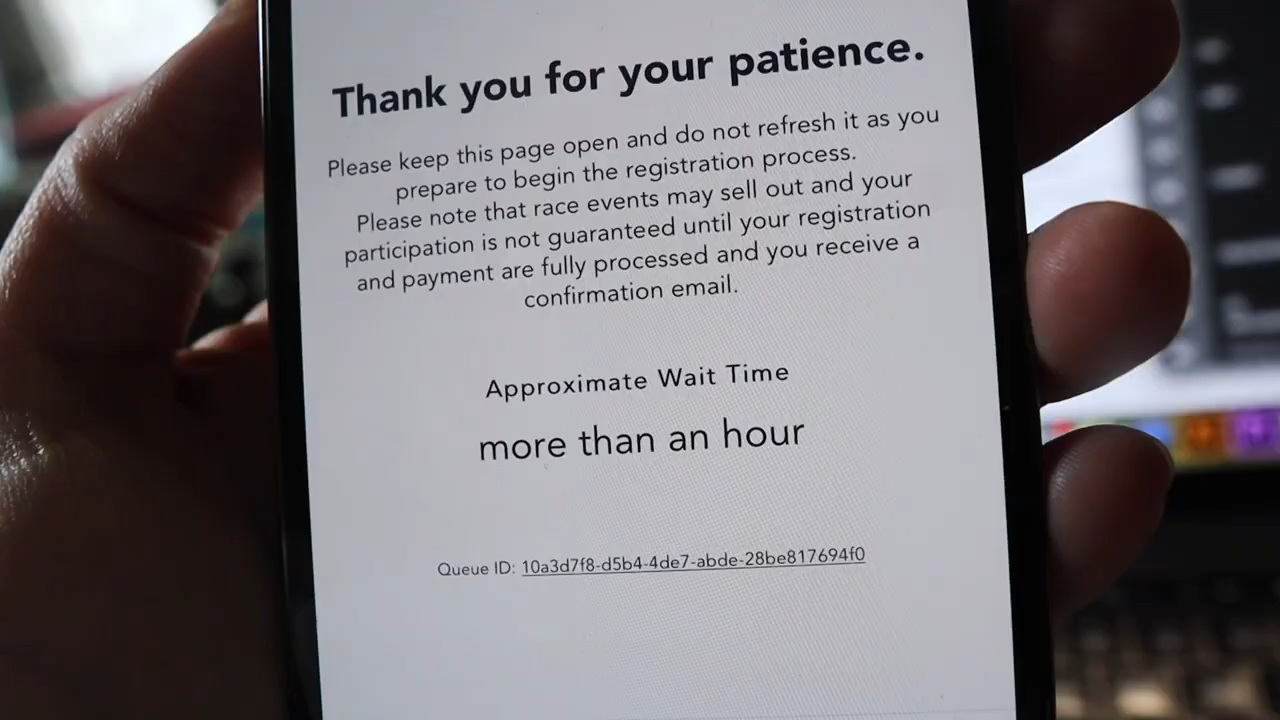 Thank you for your patience.
Please keep this page open and do not refresh it as you
prepare to begin the registration process.
Please note that race events may sell out and your
participation is not guaranteed until your registration
and payment are fully processed and you receive a
confirmation email.
Approximate Wait Time
more than an hour
Queue ID: 10a3d7f8-d5b4-4de7-abde-28be817694f0